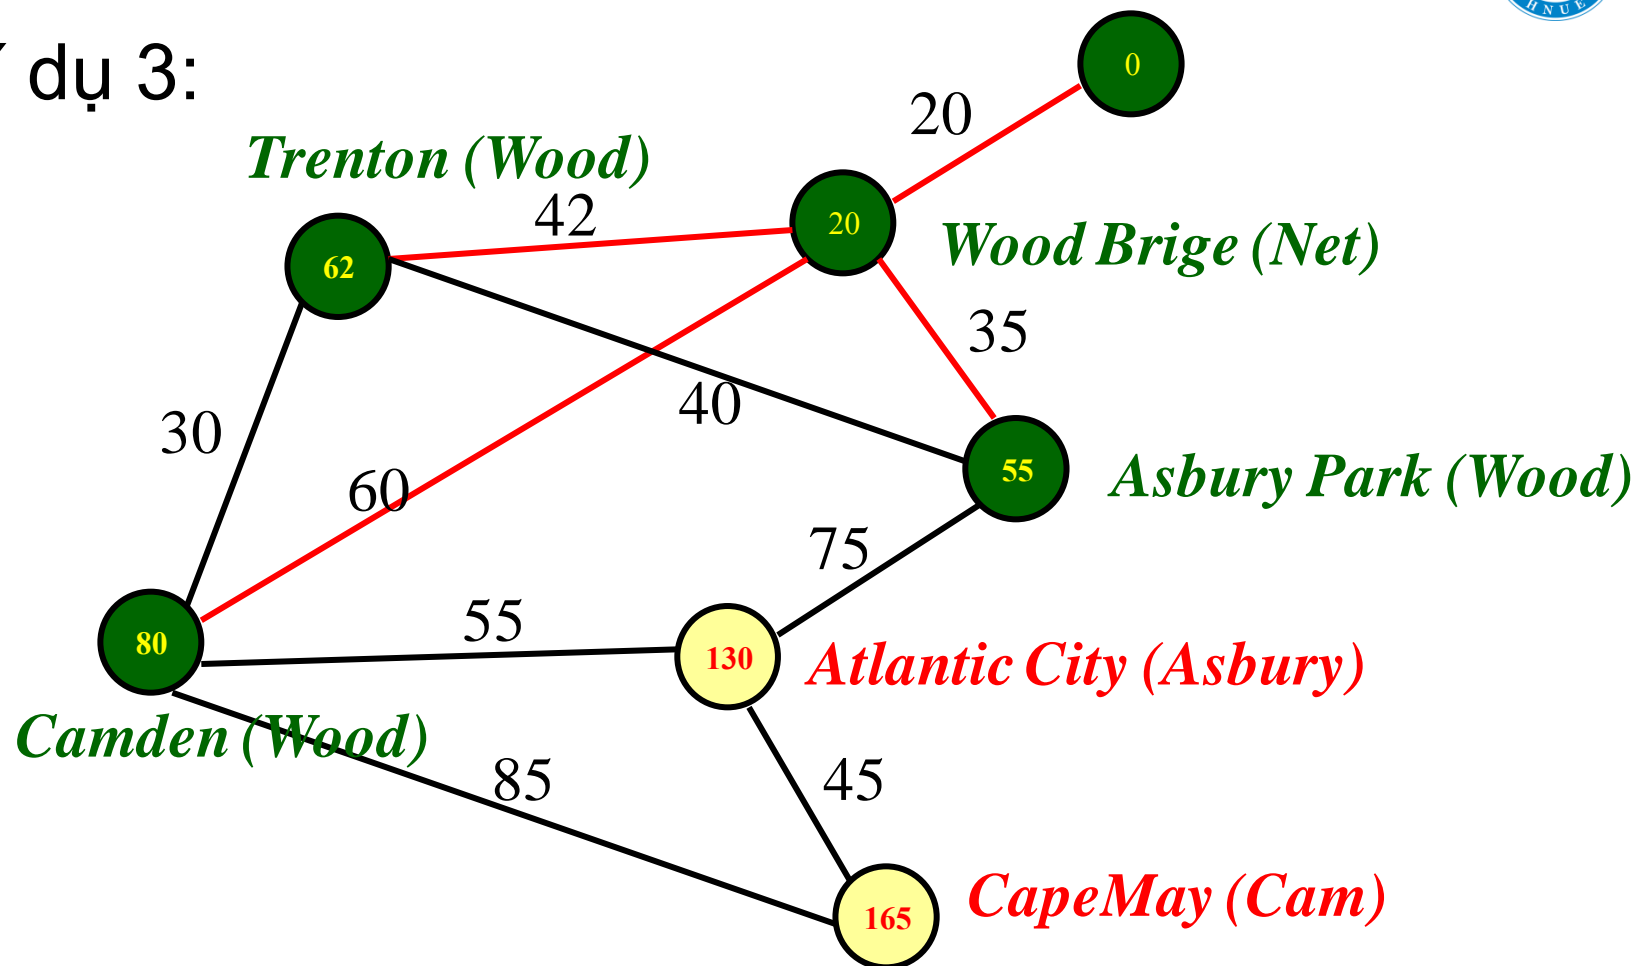 HNUE
dụ 3:
0
20
Trenton (Wood)
42
20
Wood Brige (Net)
62
35
40
30
60
55
Asbury Park (Wood)
75
55
80
130
Atlantic City (Asbury)
Camden (Wood)
85
45
165
CapeMay (Cam)